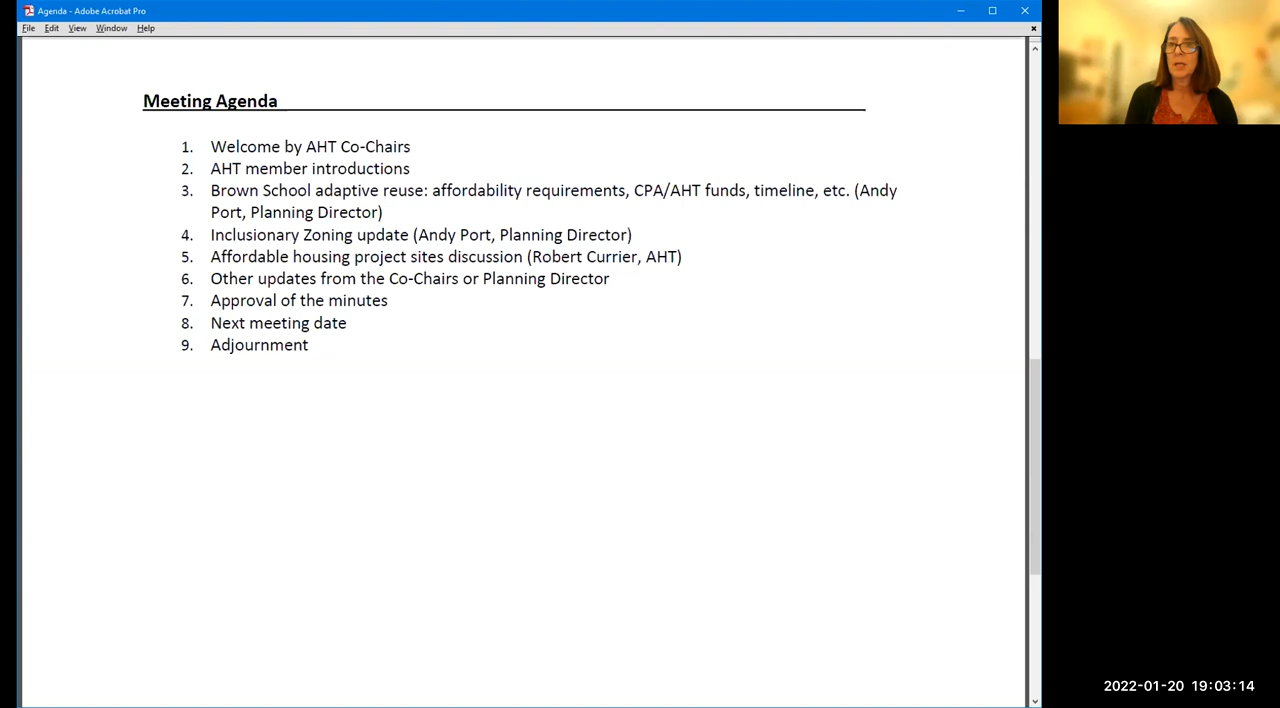 Agenda - Adobe Acrobat Pro
File Edit View Window Help
Meeting Agenda
1. Welcome by AHT Co-Chairs
2. AHT member introductions
3. Brown School adaptive reuse: affordability requirements, CPA/AHT funds, timeline, etc. (Andy
Port, Planning Director)
4. Inclusionary Zoning update (Andy Port, Planning Director)
5. Affordable housing project sites discussion (Robert Currier, AHT)
6. Other updates from the Co-Chairs or Planning Director
7. Approval of the minutes
8. Next meeting date
9. Adjournment
2022-01-20 19:03:14